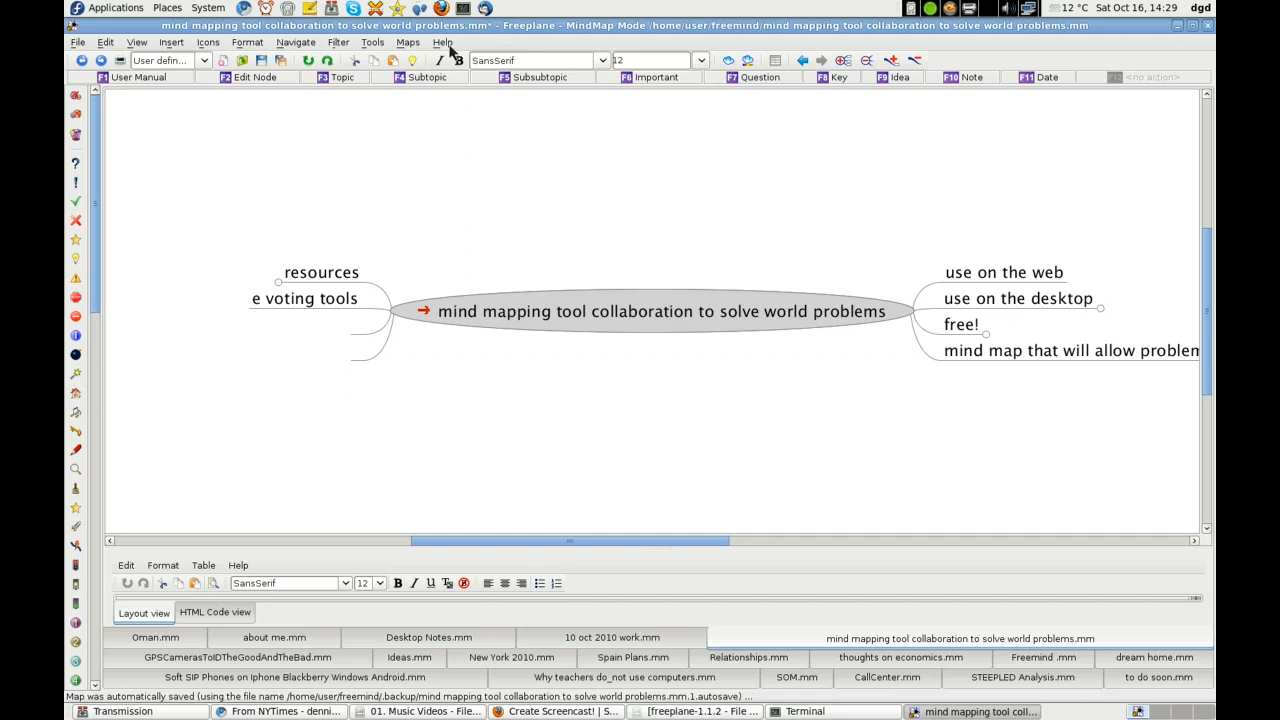 Applications Places System 12 °C Sat Oct 16, 14:29 dgd
mind mapping tool collaboration to solve world problems.mm* - Freeplane - MindMap Mode /home/user/freemind/mind mapping tool collaboration to solve world problems.mm
File Edit View Insert Icons Format Navigate Filter Tools Maps Help
User defin... SansSerif 12
F1 User Manual F2 Edit Node F3 Topic F4 Subtopic F5 Subsubtopic F6 Important F7 Question F8 Key F9 Idea F10 Note F11 Date F12 <no action>
resources
e voting tools
mind mapping tool collaboration to solve world problems
use on the web
use on the desktop
free!
mind map that will allow problem
Edit Format Table Help
SansSerif 12 B I U
Layout view HTML Code view
Oman.mm about me.mm Desktop Notes.mm 10 oct 2010 work.mm mind mapping tool collaboration to solve world problems.mm
GPSCamerasToIDTheGoodAndTheBad.mm Ideas.mm New York 2010.mm Spain Plans.mm Relationships.mm thoughts on economics.mm Freemind .mm dream home.mm
Soft SIP Phones on Iphone Blackberry Windows Android.mm Why teachers do_not use computers.mm SOM.mm CallCenter.mm STEEPLED Analysis.mm to do soon.mm
Map was automatically saved (using the file name /home/user/freemind/.backup/mind mapping tool collaboration to solve world problems.mm.1.autosave) ...
Transmission From NYTimes - denni... 01. Music Videos - File... Create Screencast! | S... [freeplane-1.1.2 - File ... Terminal mind mapping tool coll...